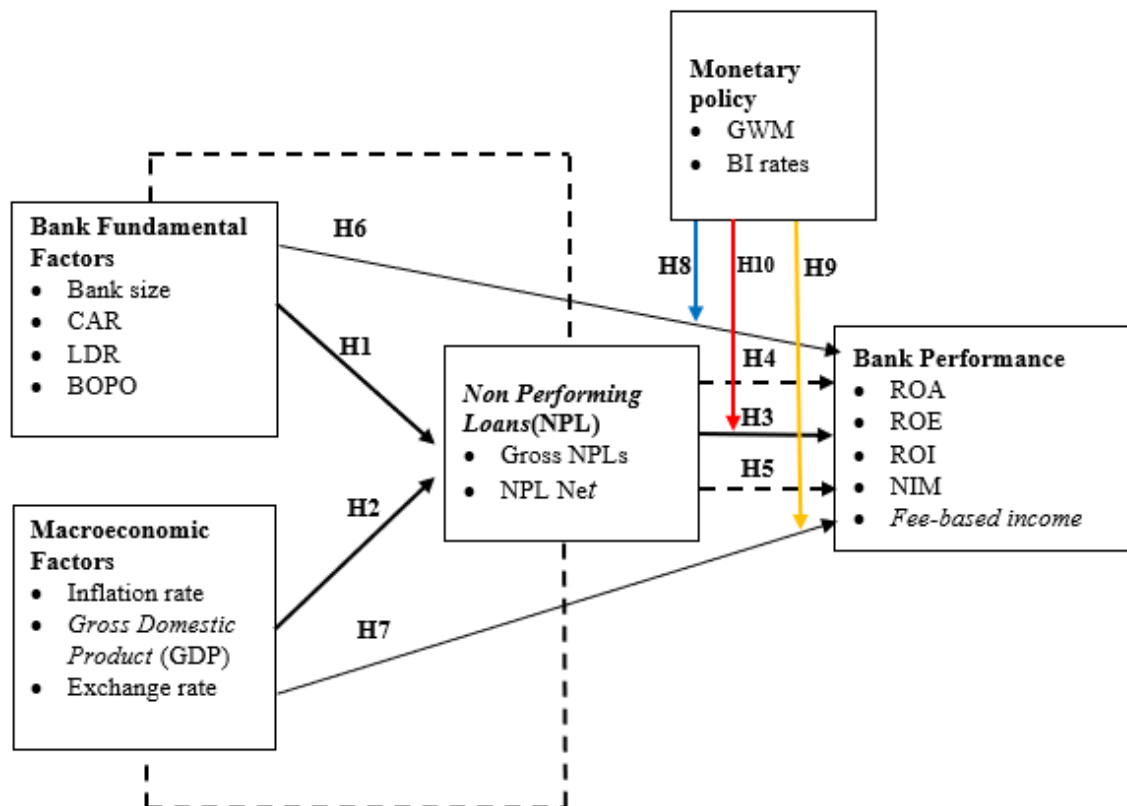 Monetary
policy
• GWM
• BI rates
Bank Fundamental
Factors
• Bank size
• CAR
• LDR
• BOPO
H6
H8
H10
H9
H1
H4
H3
H5
Non Performing
Loans(NPL)
• Gross NPLs
• NPL Net
Bank Performance
• ROA
• ROE
• ROI
• NIM
• Fee-based income
H2
Macroeconomic
Factors
• Inflation rate
• Gross Domestic
Product (GDP)
• Exchange rate
H7